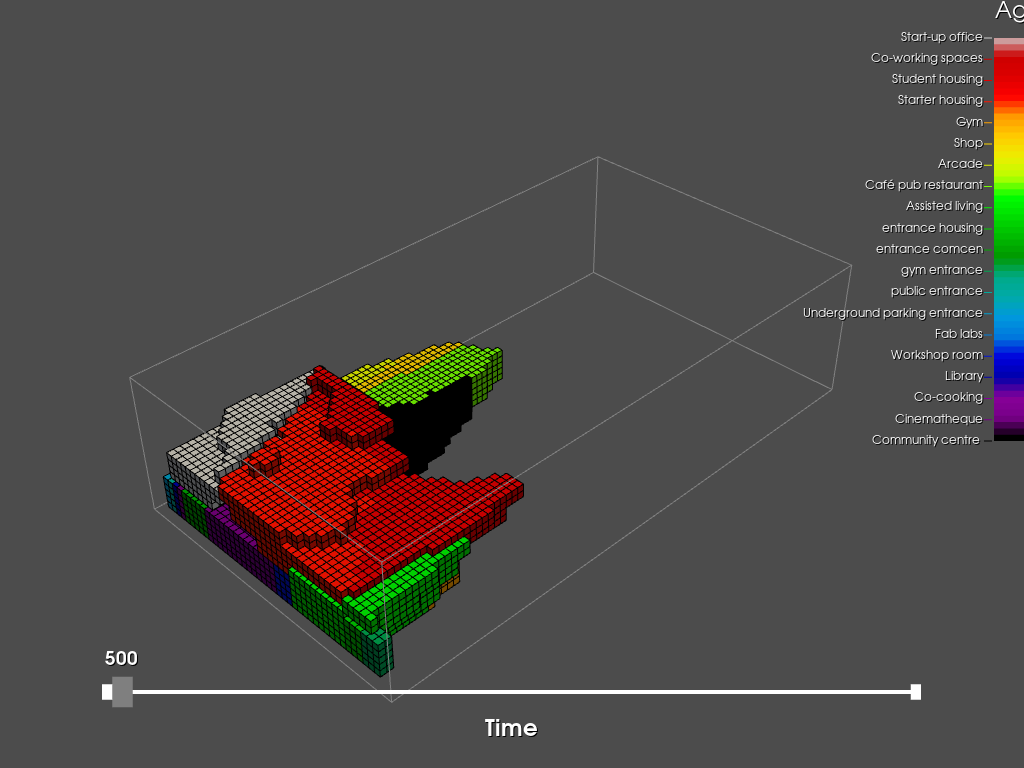 Ag
Start-up office
Co-working spaces
Student housing
Starter housing
Gym
Shop
Arcade
Café pub restaurant
Assisted living
entrance housing
entrance comcen
gym entrance
public entrance
Underground parking entrance
Fab labs
Workshop room
Library
Co-cooking
Cinematheque
Community centre
500
Time